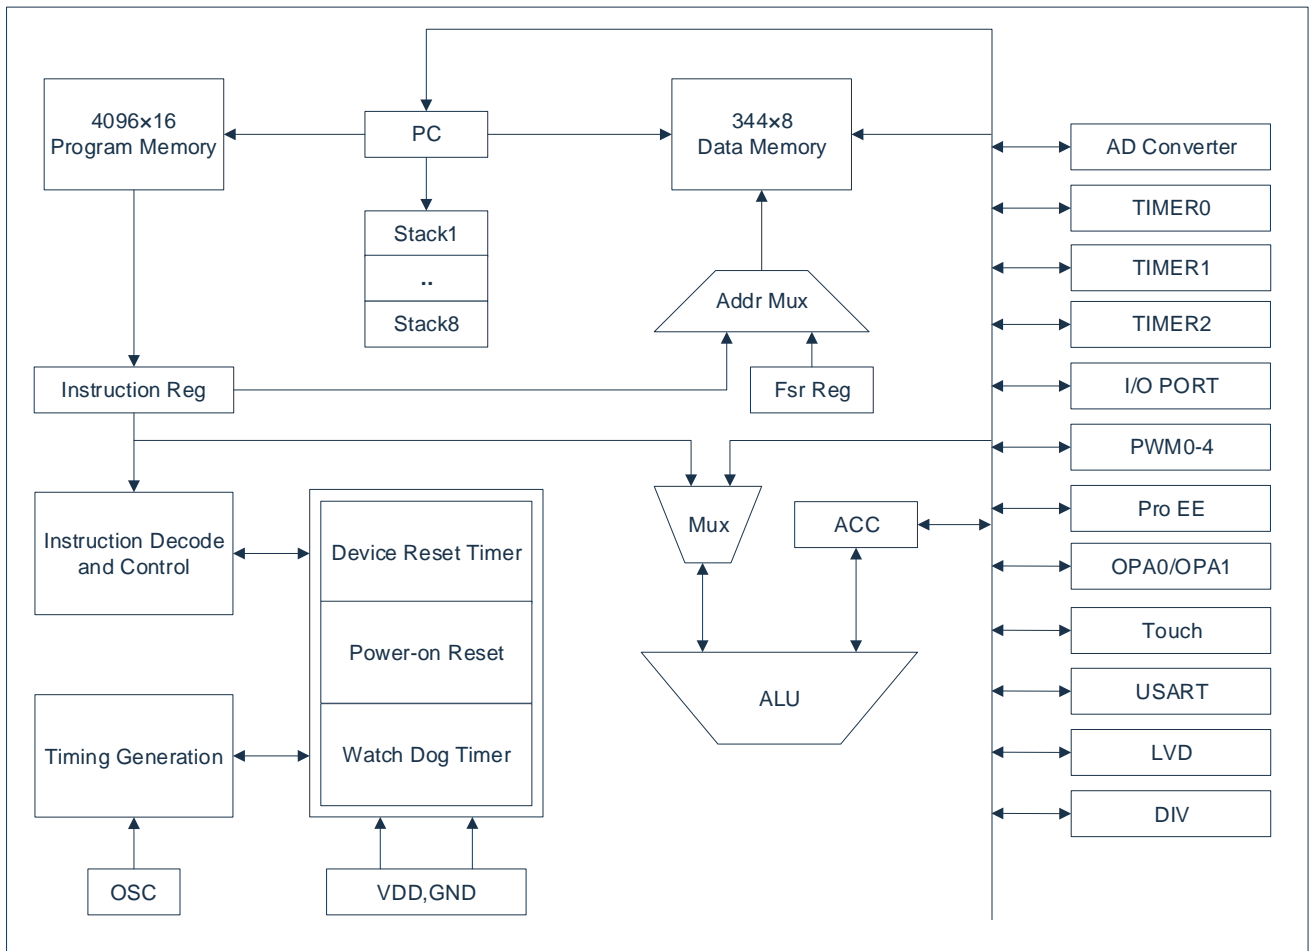 4096×16
Program Memory
PC
344×8
Data Memory
AD Converter
TIMER0
Stack1
..
Stack8
TIMER1
Addr Mux
TIMER2
Instruction Reg
Fsr Reg
I/O PORT
PWM0-4
Instruction Decode
and Control
Device Reset Timer
Mux
ACC
Pro EE
OPA0/OPA1
Power-on Reset
Touch
ALU
USART
Timing Generation
Watch Dog Timer
LVD
DIV
OSC
VDD,GND